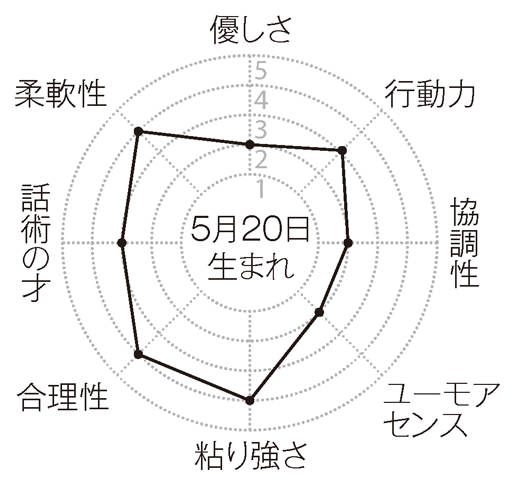 優しさ
行動力
協調性
ユーモア
センス
粘り強さ
合理性
話術の才
柔軟性
5
4
3
2
1
5月20日
生まれ